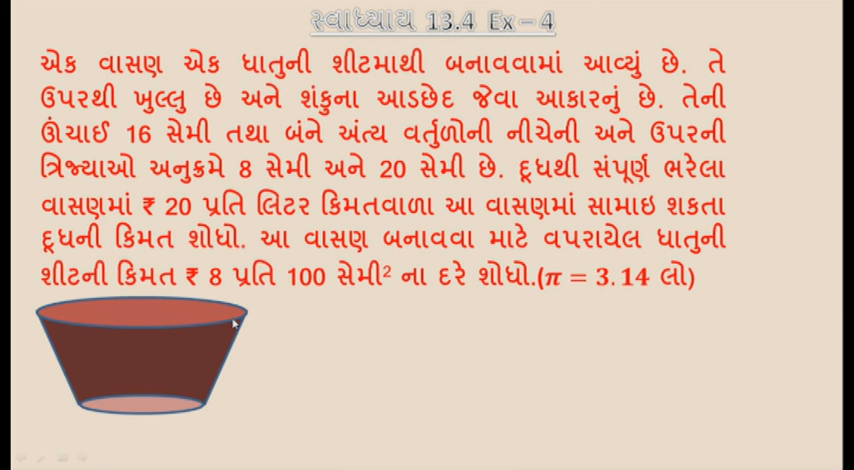 સ્વાધ્યાય 13.4 Ex – 4
એક વાસણ એક ધાતુની શીટમાથી બનાવવામાં આવ્યું છે. તે
ઉપરથી ખુલ્લુ છે અને શંકુના આડછેદ જેવા આકારનું છે. તેની
ઊંચાઈ 16 સેમી તથા બંને અંત્ય વર્તુળોની નીચેની અને ઉપરની
ત્રિજ્યાઓ અનુક્રમે 8 સેમી અને 20 સેમી છે. દૂધથી સંપૂર્ણ ભરેલા
વાસણમાં ₹ 20 પ્રતિ લિટર કિમતવાળા આ વાસણમાં સામાઇ શકતા
દૂધની કિમત શોધો. આ વાસણ બનાવવા માટે વપરાયેલ ધાતુની
શીટની કિમત ₹ 8 પ્રતિ 100 સેમી² ના દરે શોધો.(π = 3.14 લો)